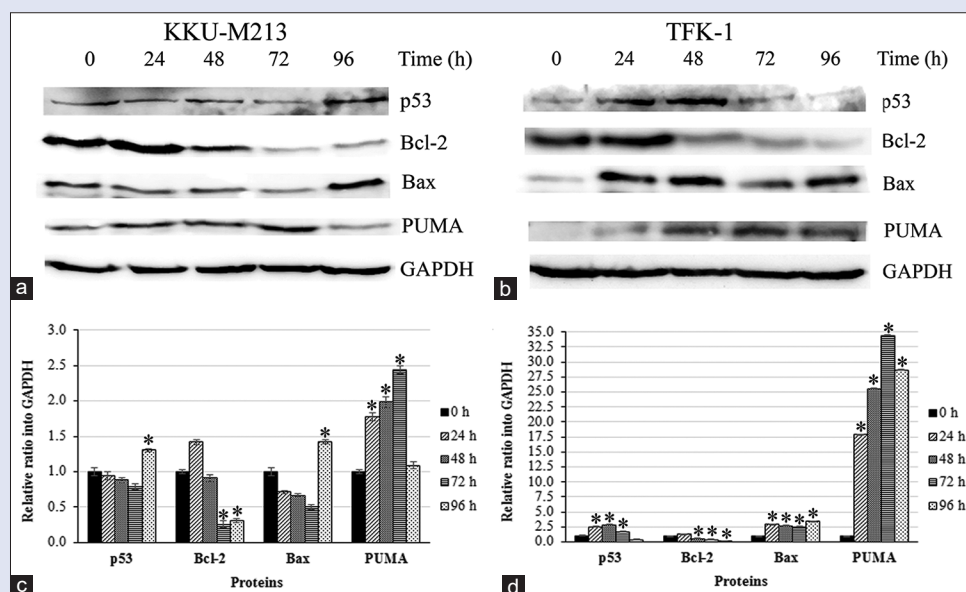 KKU-M213
0 24 48 72 96 Time (h)
p53
Bcl-2
Bax
PUMA
GAPDH
a
TFK-1
0 24 48 72 96 Time (h)
p53
Bcl-2
Bax
PUMA
GAPDH
b
Relative ratio into GAPDH
3.0
2.5
2.0
1.5
1.0
0.5
0.0
* * * * * * *
p53 Bcl-2 Bax PUMA
Proteins
0 h
24 h
48 h
72 h
96 h
c
Relative ratio into GAPDH
35.0
32.5
30.0
27.5
25.0
22.5
20.0
17.5
15.0
12.5
10.0
7.5
5.0
2.5
0.0
* * * * * * * * * * * * * *
p53 Bcl-2 Bax PUMA
Proteins
0 h
24 h
48 h
72 h
96 h
d